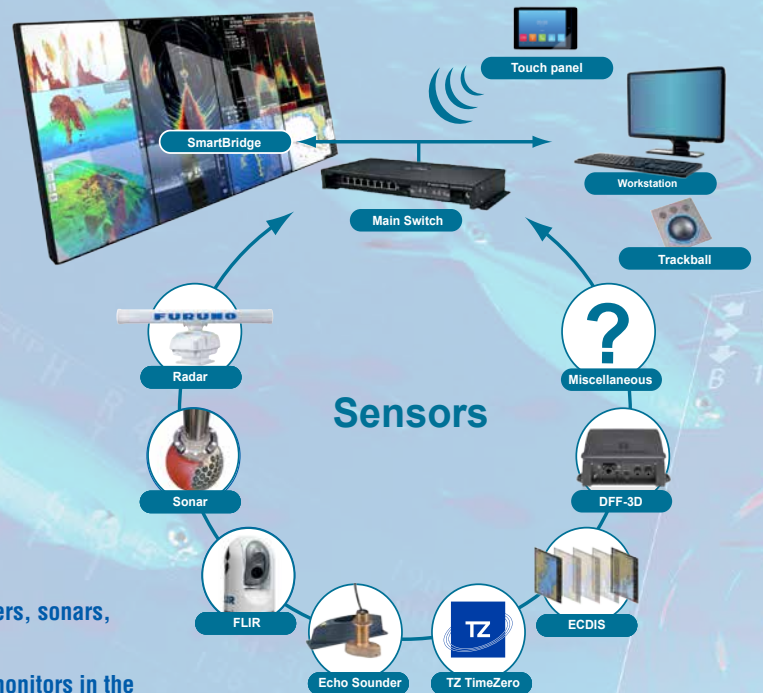 Touch panel
SmartBridge
Workstation
Main Switch
Trackball
FURUNO
Radar
?
Miscellaneous
Sensors
Sonar
DFF-3D
FLIR
TZ
ECDIS
Echo Sounder
TZ TimeZero
ers, sonars,
monitors in the
B 1
H R